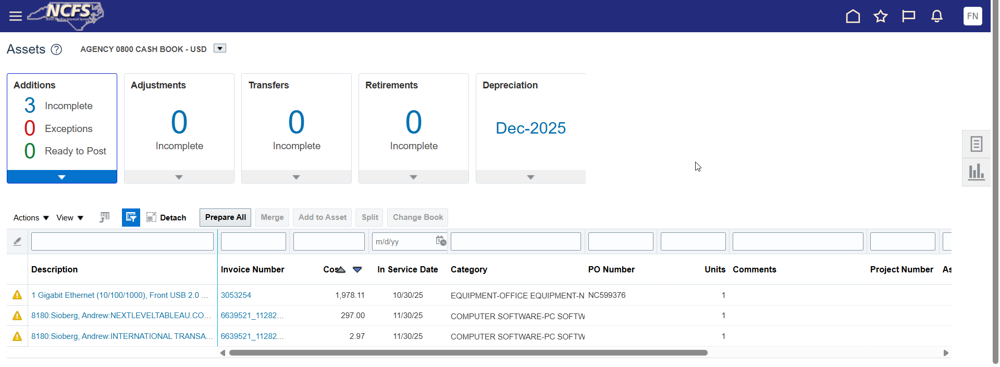 NCFS
North Carolina Financial System
FN
Assets
AGENCY 0800 CASH BOOK - USD
Additions
3 Incomplete
0 Exceptions
0 Ready to Post
Adjustments
0
Incomplete
Transfers
0
Incomplete
Retirements
0
Incomplete
Depreciation
Dec-2025
Actions View Detach Prepare All Merge Add to Asset Split Change Book
m/d/yy
Description Invoice Number Cos In Service Date Category PO Number Units Comments Project Number As
1 Gigabit Ethernet (10/100/1000), Front USB 2.0 ... 3053254 1,978.11 10/30/25 EQUIPMENT-OFFICE EQUIPMENT-N NC599376 1
8180:Sioberg, Andrew:NEXTLEVELTABLEAU.CO... 6639521_11282... 297.00 11/30/25 COMPUTER SOFTWARE-PC SOFTW 1
8180:Sioberg, Andrew:INTERNATIONAL TRANSA... 6639521_11282... 2.97 11/30/25 COMPUTER SOFTWARE-PC SOFTW 1